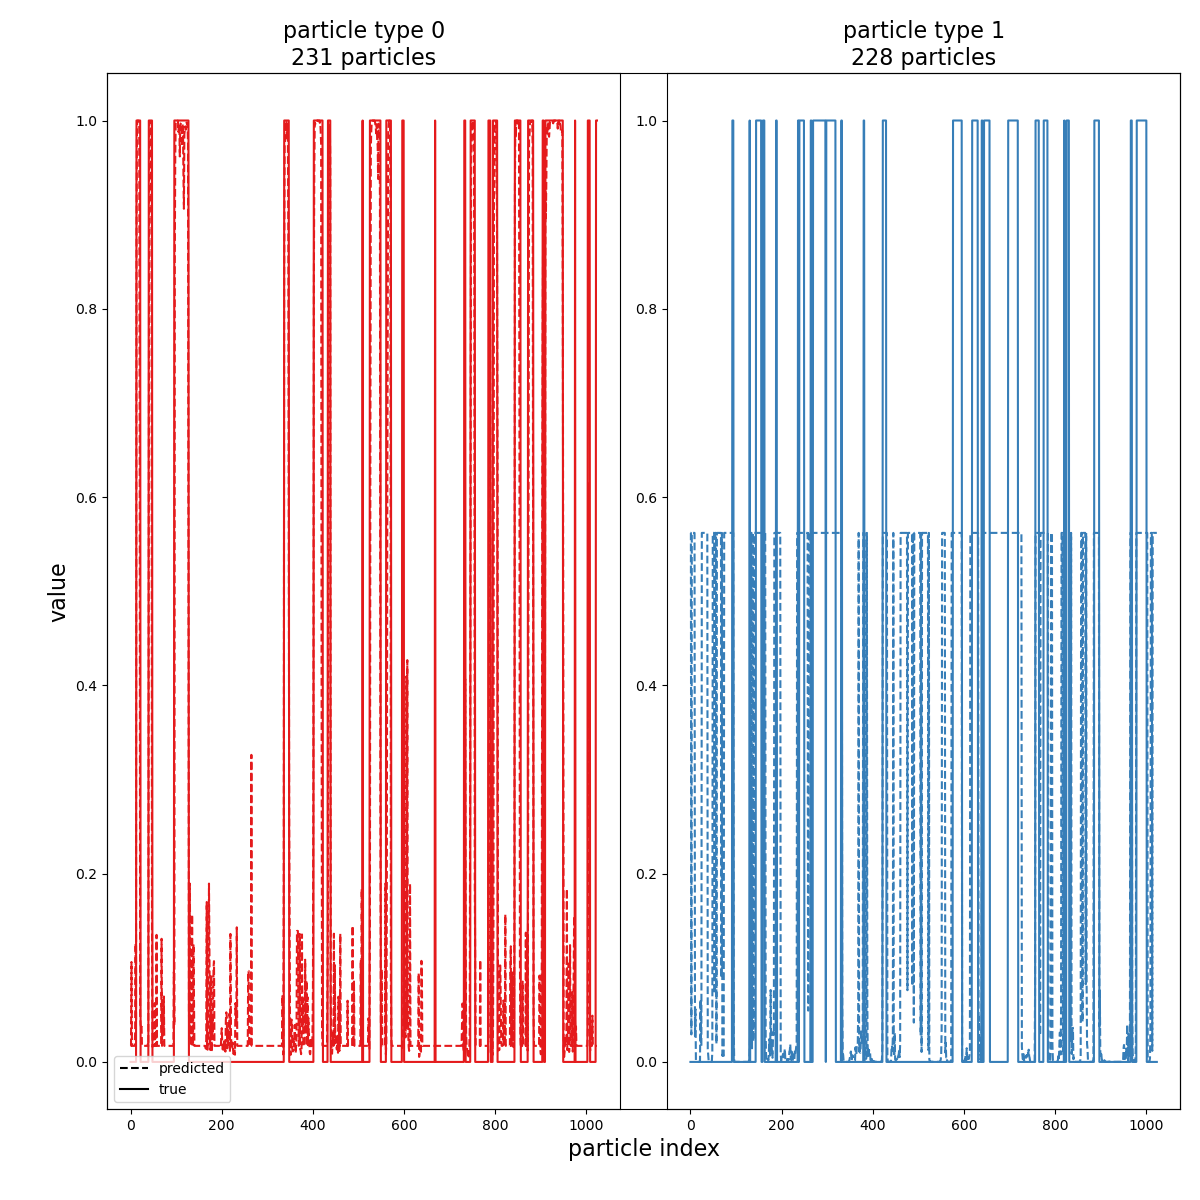 particle type 0
231 particles
particle type 1
228 particles
1.0
0.8
0.6
0.4
0.2
0.0
1.0
0.8
0.6
0.4
0.2
0.0
value
predicted
true
0 200 400 600 800 1000
0 200 400 600 800 1000
particle index